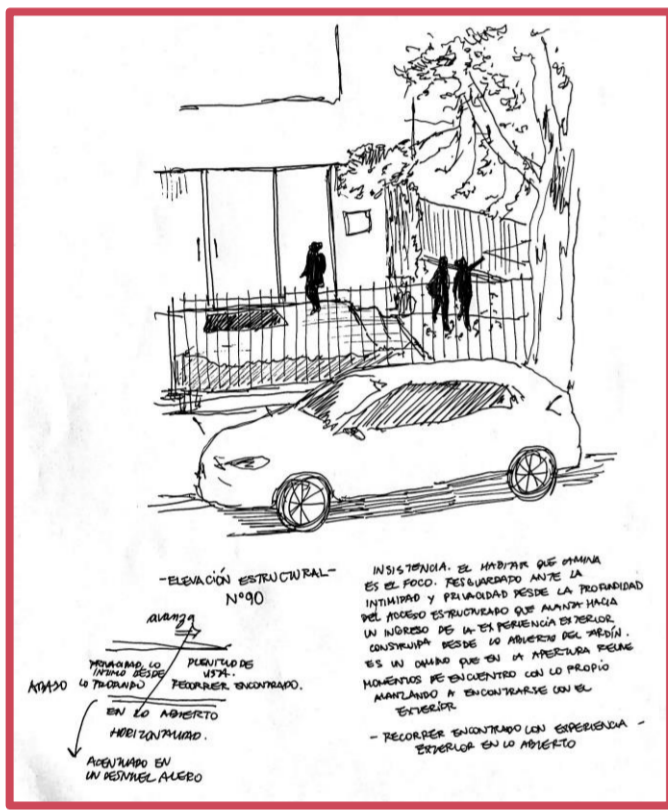 -ELEVACIÓN ESTRUCTURAL-
Nº90
avanza
PRIVACIDAD, LO
ÍNTIMO DESDE
LO PROFUNDO
PLENITUD DE
VISTA.
RECORRER ENCONTRADO.
EN LO ABIERTO
HORIZONTALIDAD.
ACENTUADO EN
UN DESNIVEL ALERO
INSISTENCIA. EL HABITAR QUE CAMINA
ES EL FOCO. RESGUARDADO ANTE LA
INTIMIDAD Y PRIVACIDAD DESDE LA PROFUNDIDAD
DEL ACCESO ESTRUCTURADO QUE AVANZA HACIA
UN INGRESO DE LA EXPERIENCIA EXTERIOR
CONSTRUIDA DESDE LO ABIERTO DEL JARDÍN.
ES UN CAMINO QUE EN LA APERTURA REÚNE
MOMENTOS DE ENCUENTRO CON LO PROPIO
AVANZANDO A ENCONTRARSE CON EL
EXTERIOR
- RECORRER ENCONTRADO CON EXPERIENCIA -
EXTERIOR EN LO ABIERTO